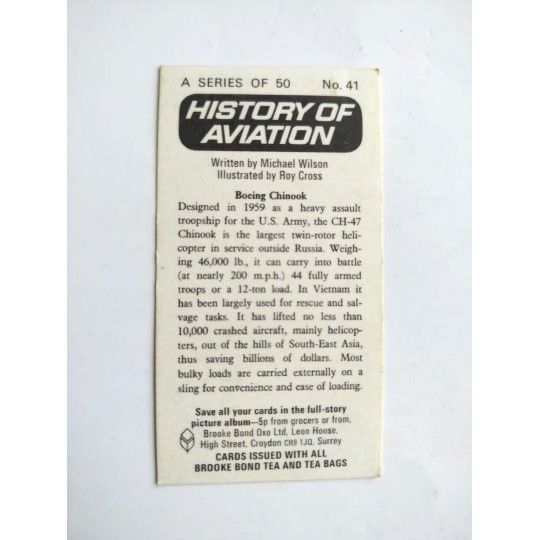 A SERIES OF 50 No. 41
HISTORY OF
AVIATION
Written by Michael Wilson
Illustrated by Roy Cross
Boeing Chinook
Designed in 1959 as a heavy assault
troopship for the U.S. Army, the CH-47
Chinook is the largest twin-rotor heli-
copter in service outside Russia. Weigh-
ing 46,000 lb., it can carry into battle
(at nearly 200 m.p.h.) 44 fully armed
troops or a 12-ton load. In Vietnam it
has been largely used for rescue and sal-
vage tasks. It has lifted no less than
10,000 crashed aircraft, mainly helicop-
ters, out of the hills of South-East Asia,
thus saving billions of dollars. Most
bulky loads are carried externally on a
sling for convenience and ease of loading.
Save all your cards in the full-story
picture album—5p from grocers or from,
Brooke Bond Oxo Ltd, Leon House,
High Street, Croydon CR9 1JQ, Surrey
CARDS ISSUED WITH ALL
BROOKE BOND TEA AND TEA BAGS